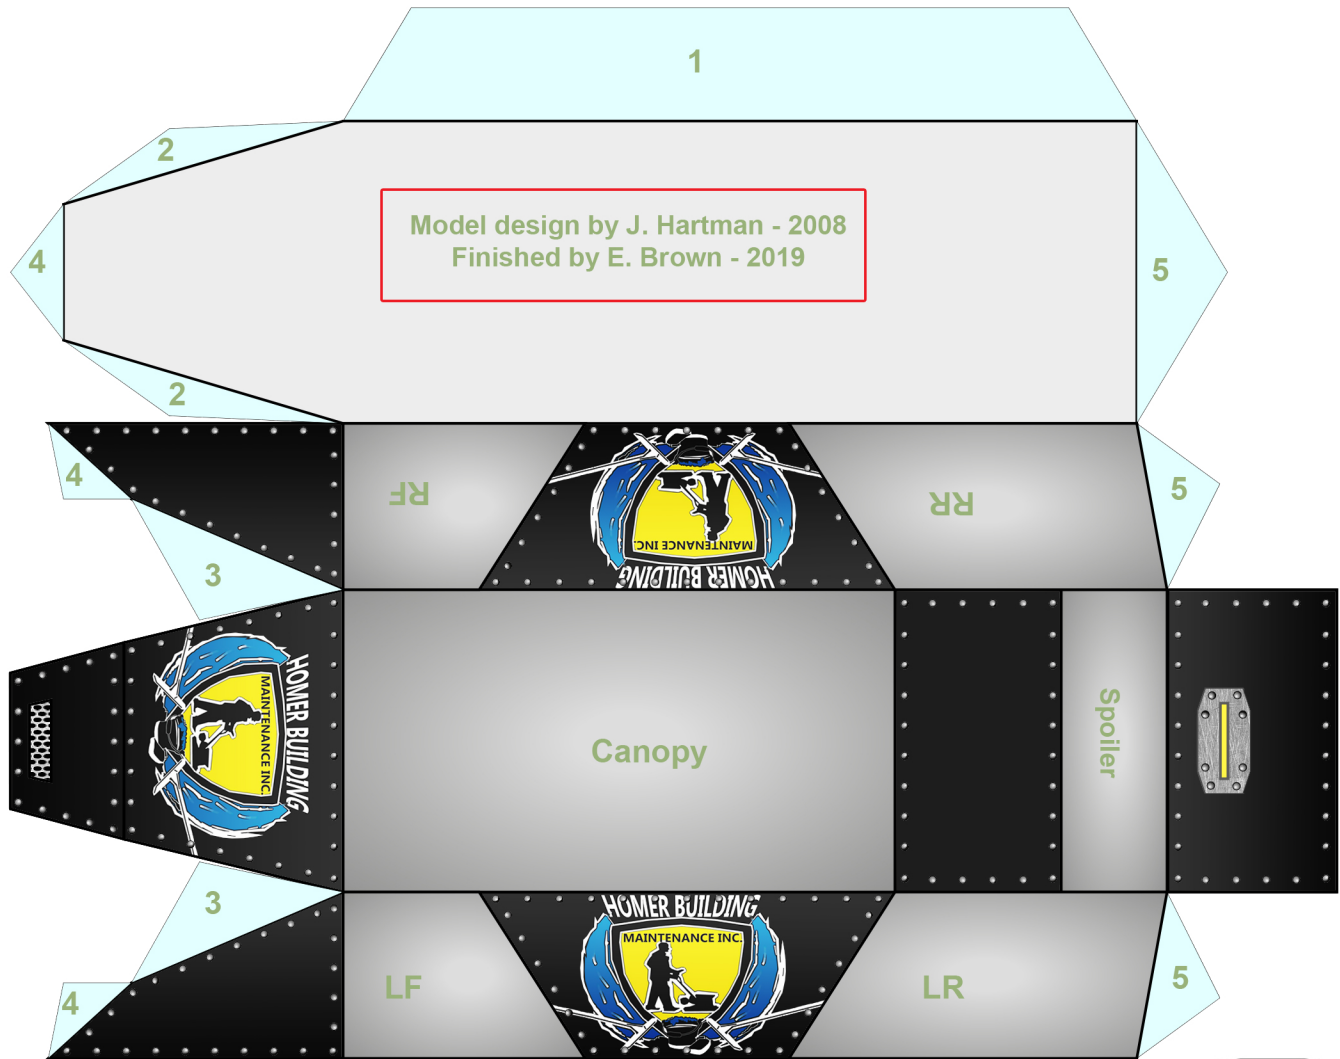 1
2
Model design by J. Hartman - 2008
Finished by E. Brown - 2019
4
5
2
4
RF
MAINTENANCE INC.
HOMER BUILDING
RR
5
3
HOMER BUILDING
MAINTENANCE INC.
Canopy
Spoiler
3
HOMER BUILDING
MAINTENANCE INC.
4
LF
LR
5